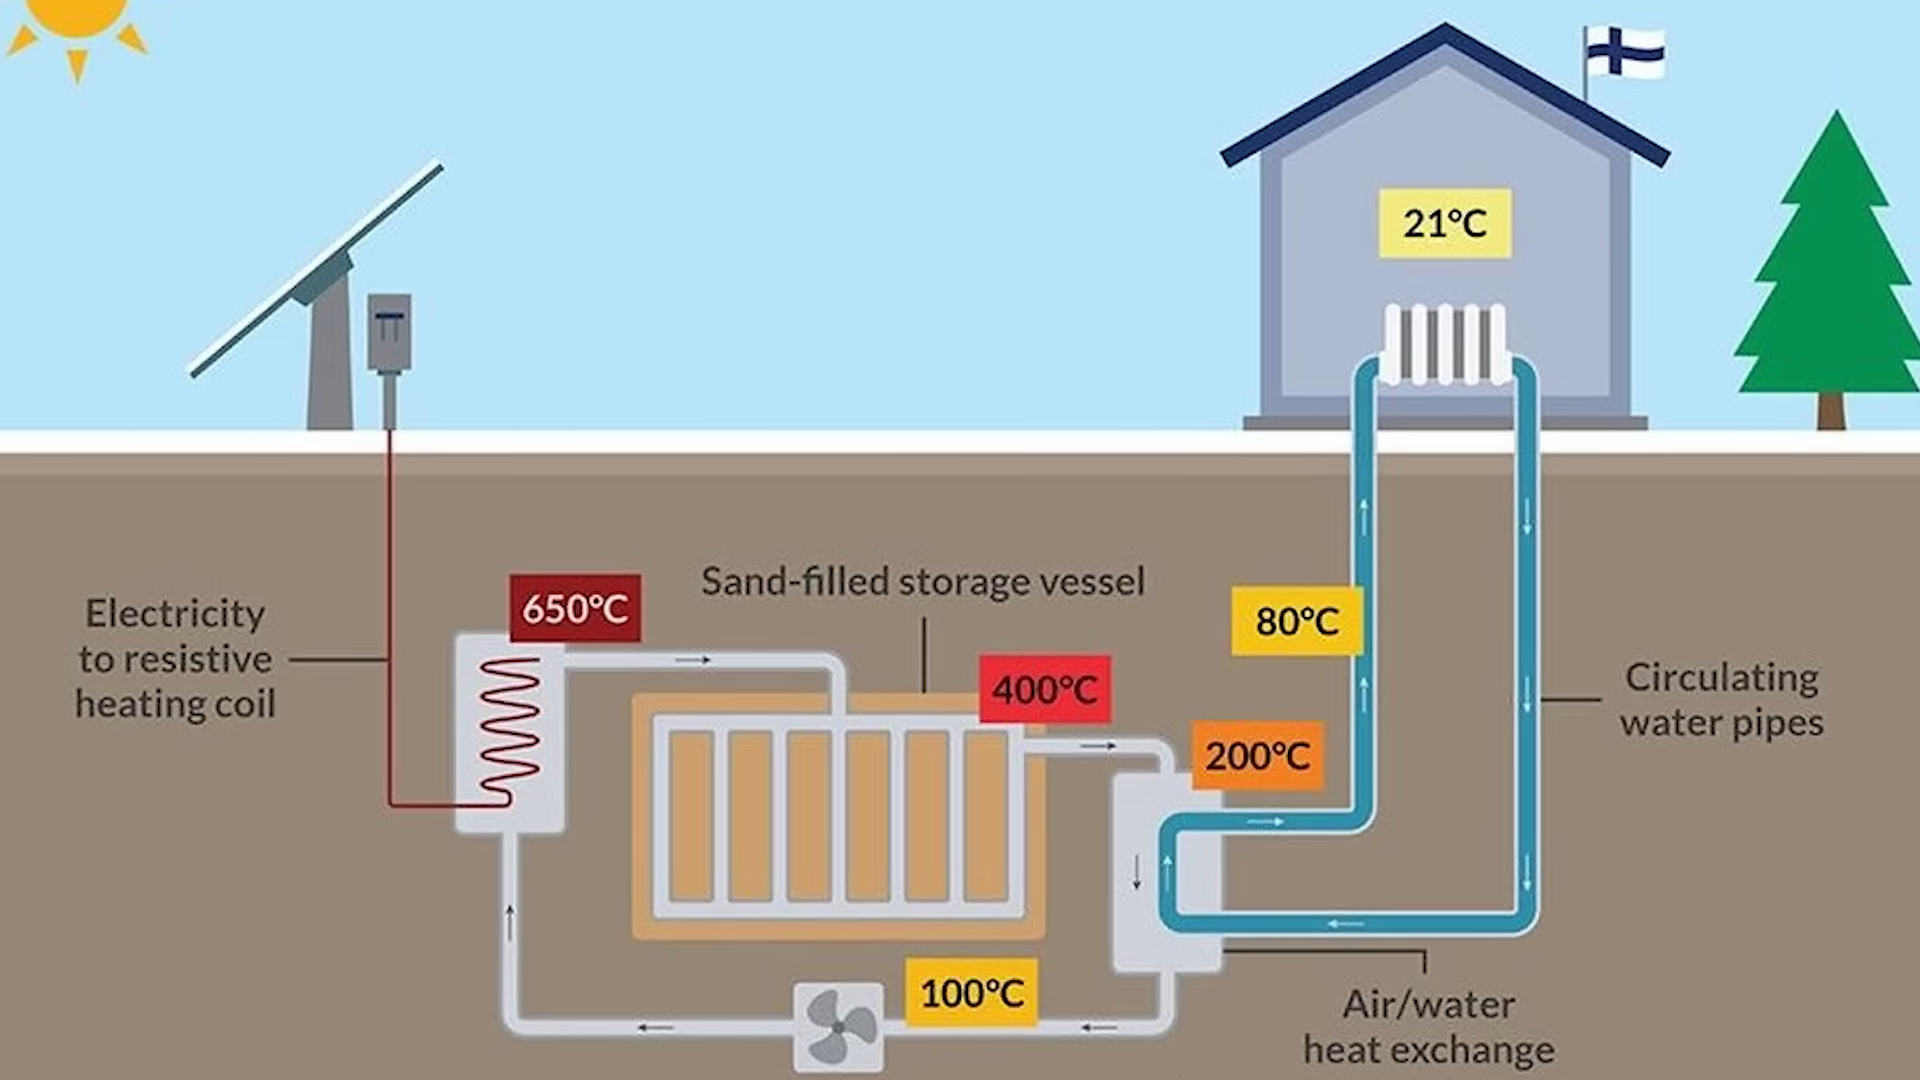 21°C
Sand-filled storage vessel
650°C
Electricity
to resistive
heating coil
80°C
400°C
Circulating
water pipes
200°C
100°C
Air/water
heat exchange